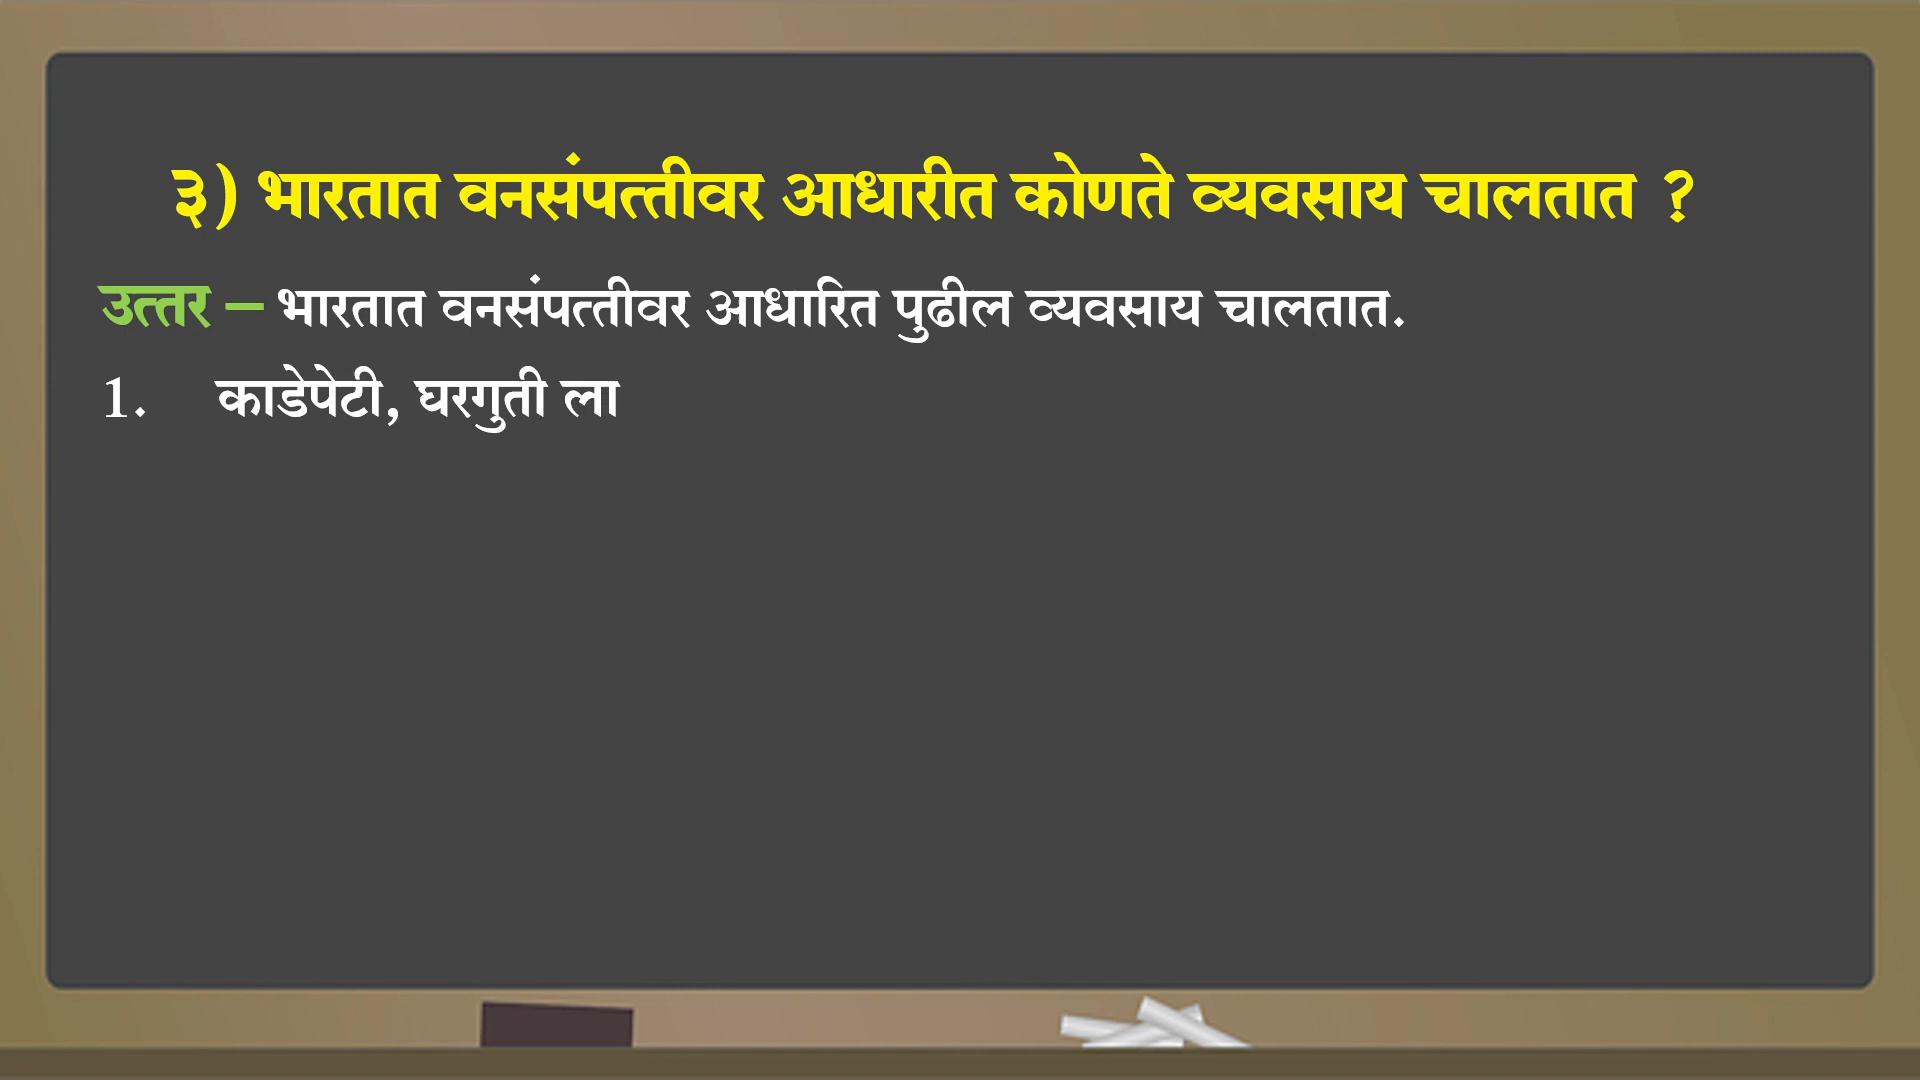 ३) भारतात वनसंपत्तीवर आधारीत कोणते व्यवसाय चालतात ?
उत्तर – भारतात वनसंपत्तीवर आधारित पुढील व्यवसाय चालतात.
1. काडेपेटी, घरगुती ला